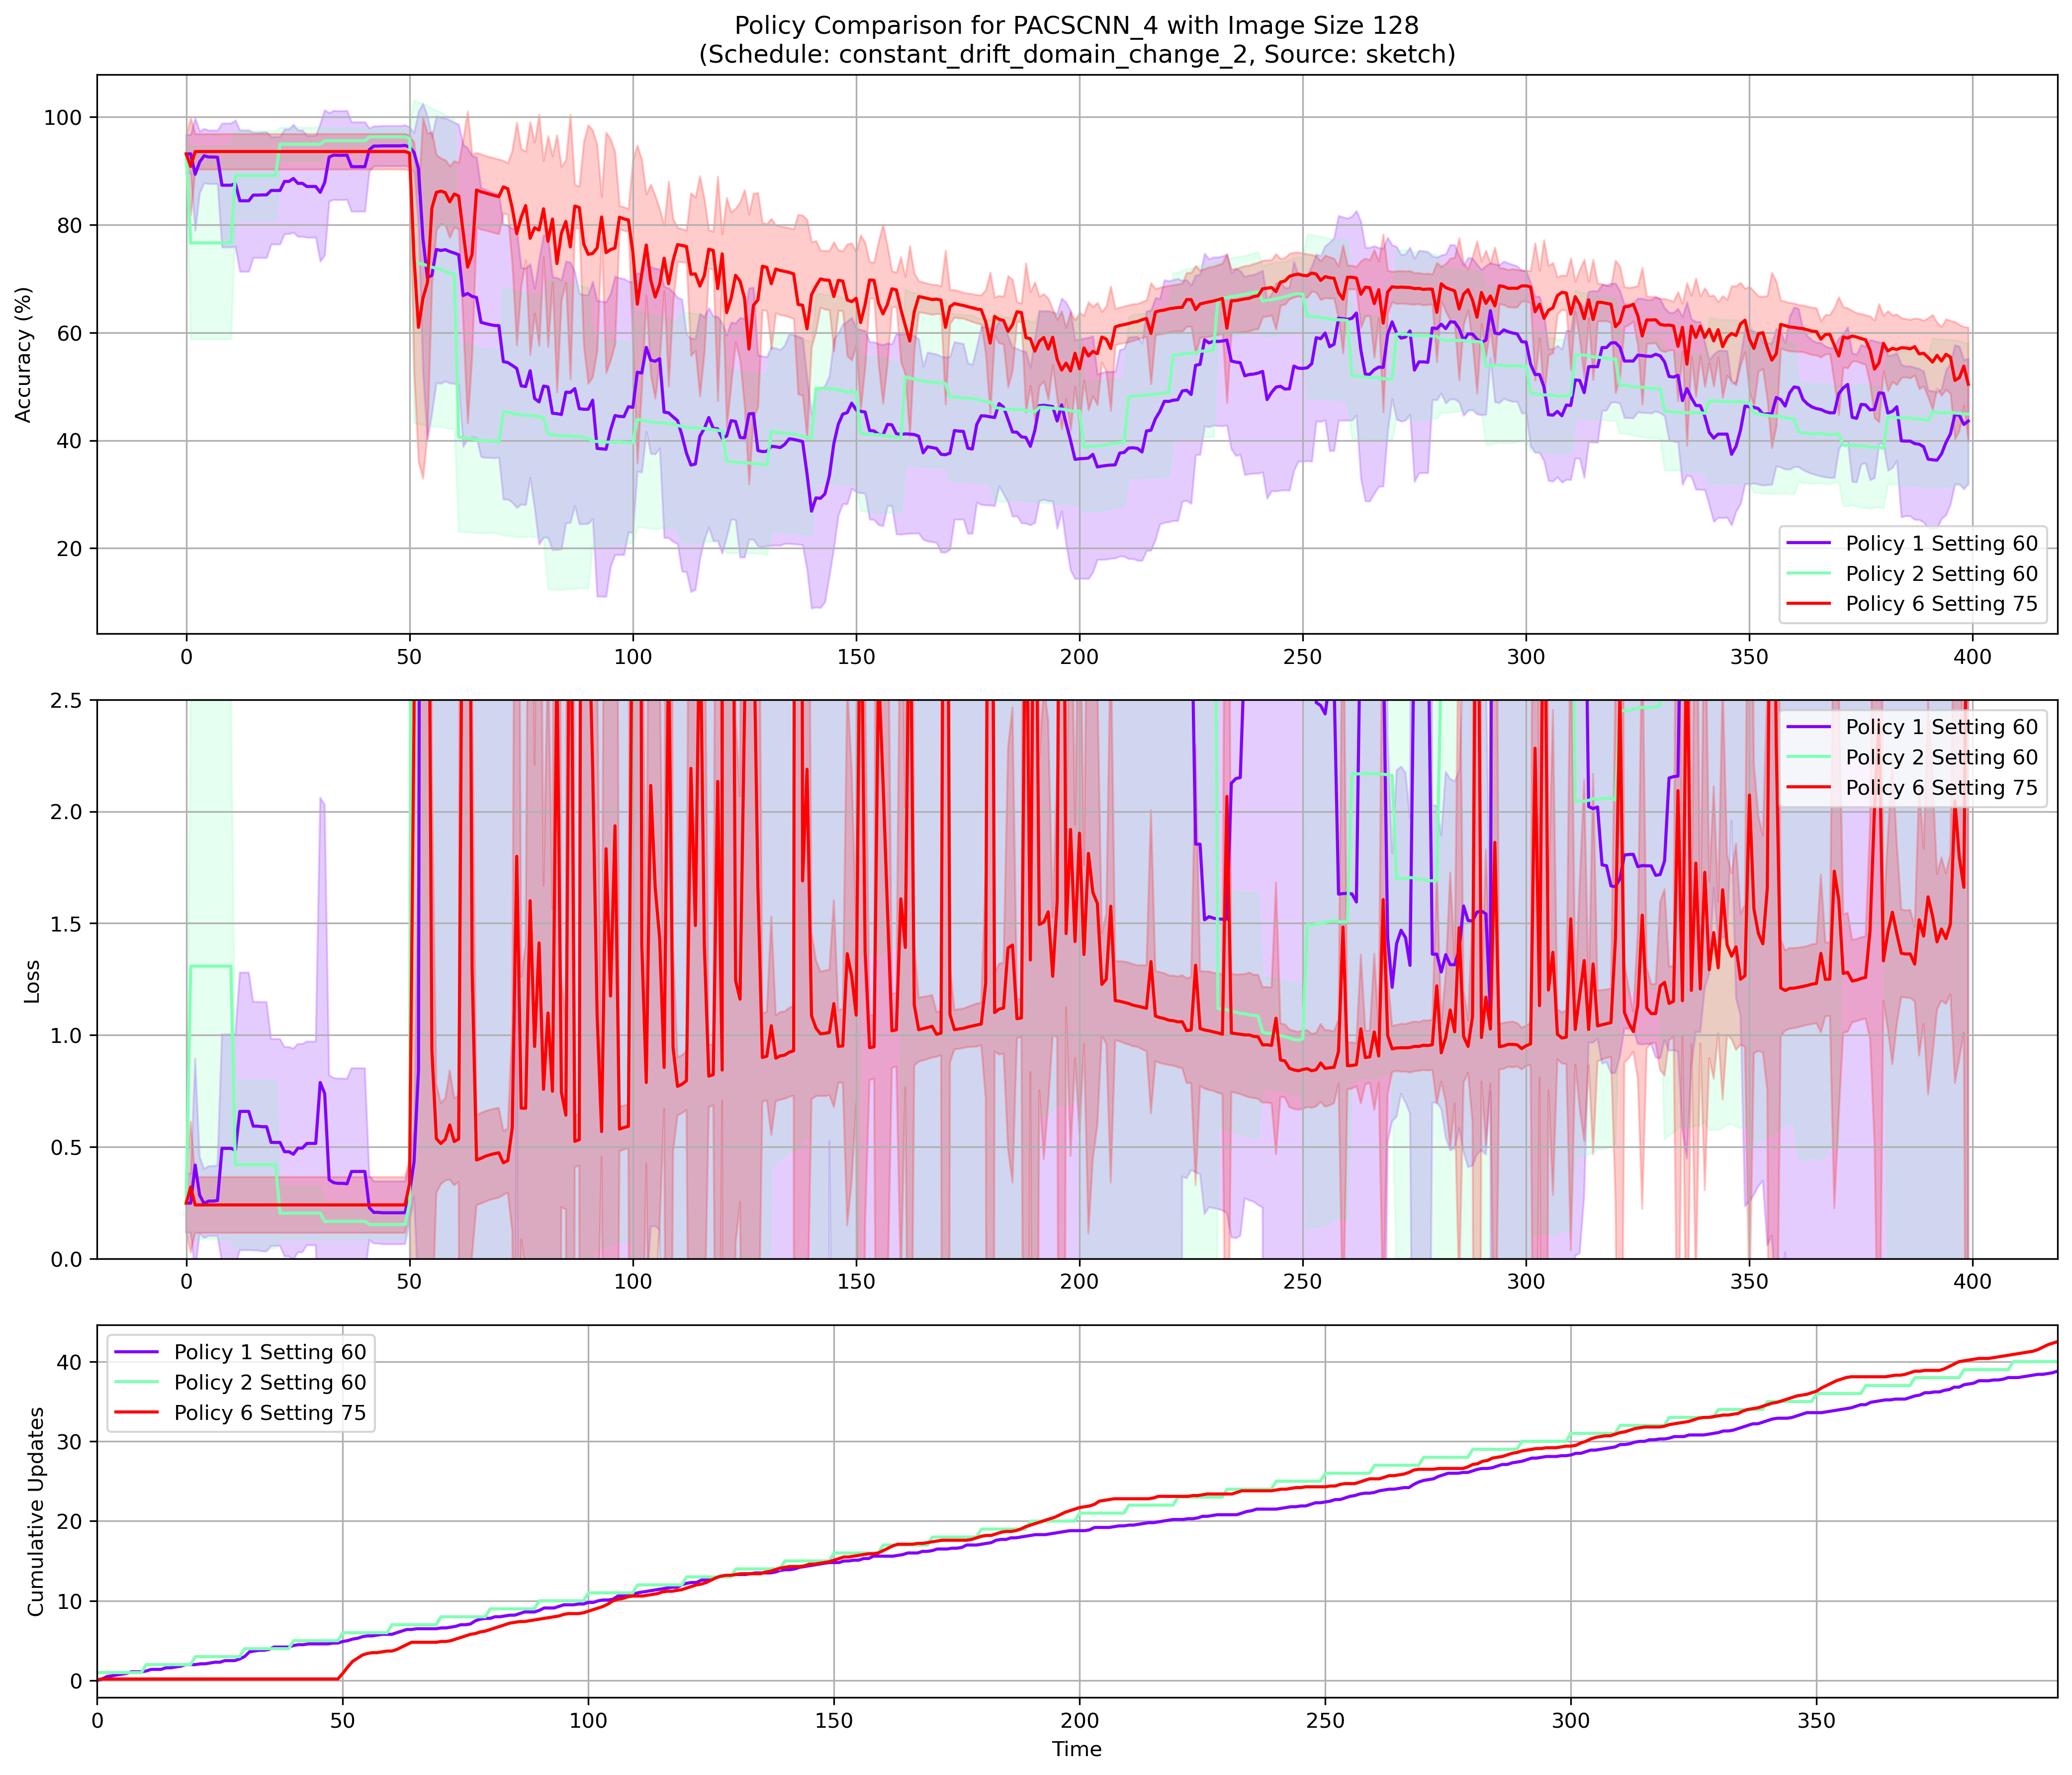 Policy Comparison for PACSCNN_4 with Image Size 128
(Schedule: constant_drift_domain_change_2, Source: sketch)
Accuracy (%)
100
80
60
40
20
0 50 100 150 200 250 300 350 400
Policy 1 Setting 60
Policy 2 Setting 60
Policy 6 Setting 75
Loss
2.5
2.0
1.5
1.0
0.5
0.0
0 50 100 150 200 250 300 350 400
Policy 1 Setting 60
Policy 2 Setting 60
Policy 6 Setting 75
Cumulative Updates
40
30
20
10
0
Policy 1 Setting 60
Policy 2 Setting 60
Policy 6 Setting 75
0 50 100 150 200 250 300 350
Time